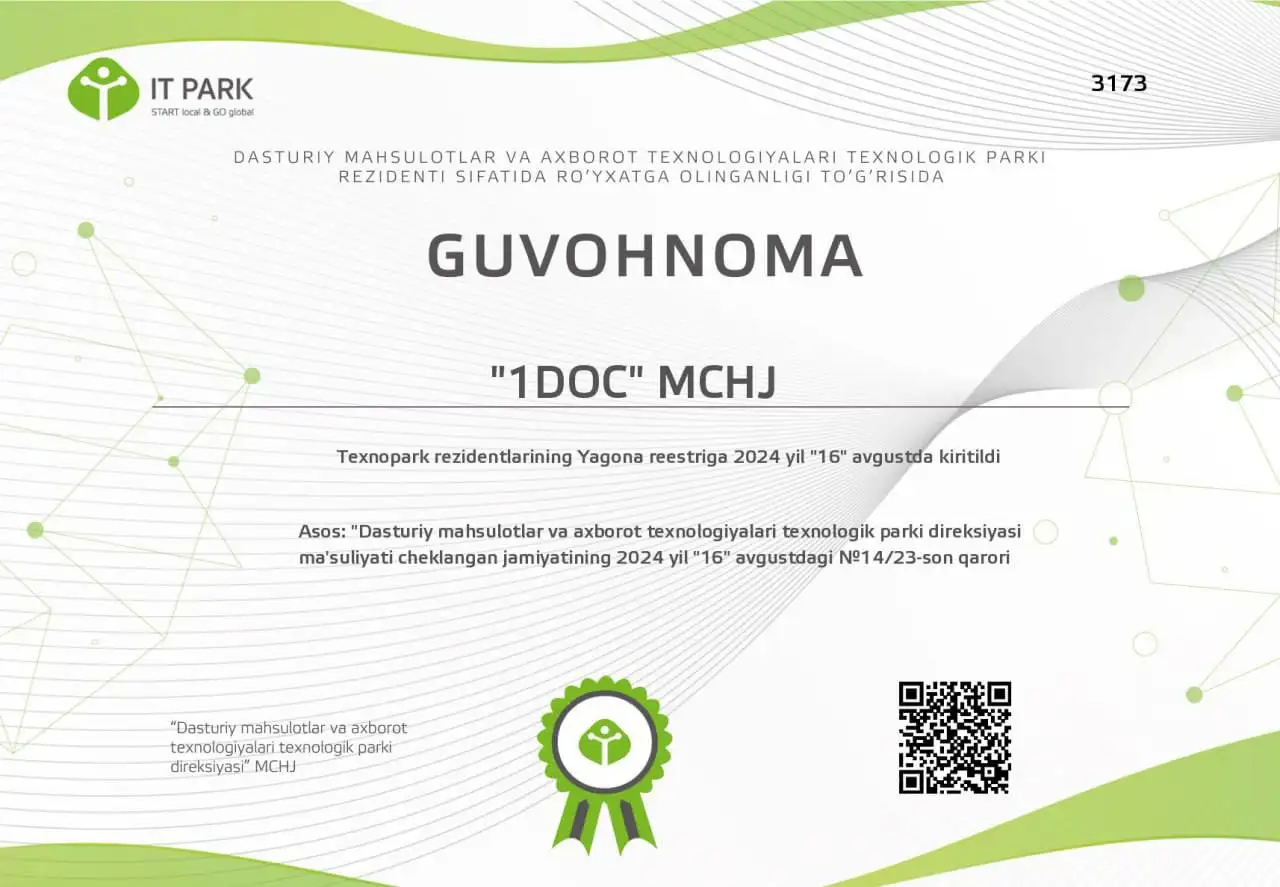 IT PARK
START local & GO global
3173
DASTURIY MAHSULOTLAR VA AXBOROT TEXNOLOGIYALARI TEXNOLOGIK PARKI
REZIDENTI SIFATIDA RO’YXATGA OLINGANLIGI TO’G’RISIDA
GUVOHNOMA
"1DOC" MCHJ
Texnopark rezidentlarining Yagona reestriga 2024 yil "16" avgustda kiritildi
Asos: "Dasturiy mahsulotlar va axborot texnologiyalari texnologik parki direksiyasi
ma'suliyati cheklangan jamiyatining 2024 yil "16" avgustdagi №14/23-son qarori
“Dasturiy mahsulotlar va axborot
texnologiyalari texnologik parki
direksiyasi” MCHJ